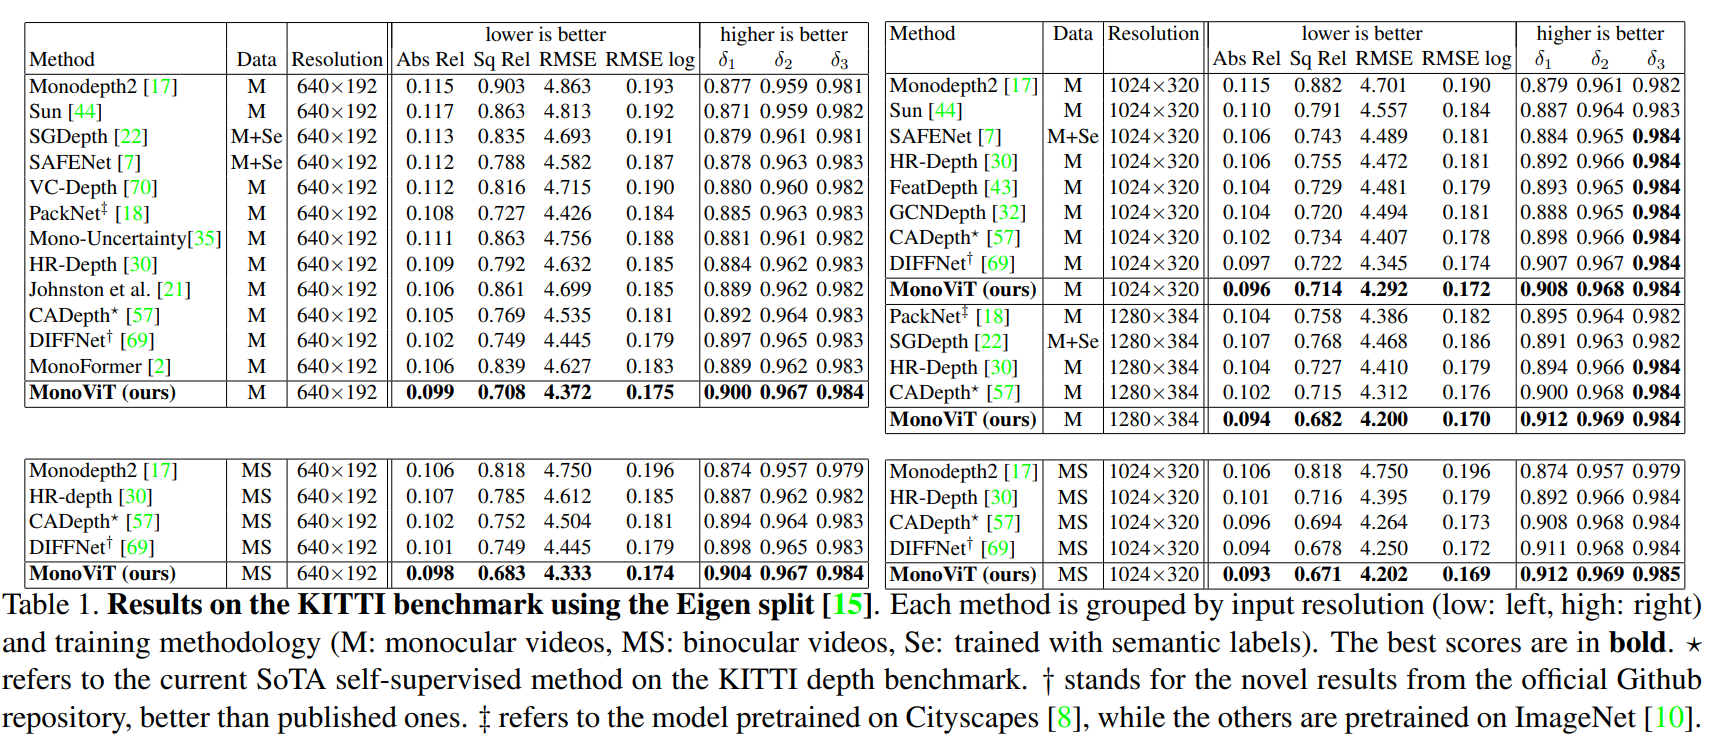 Method Data Resolution lower is better higher is better
Abs Rel Sq Rel RMSE RMSE log δ1 δ2 δ3
Monodepth2 [17] M 640×192 0.115 0.903 4.863 0.193 0.877 0.959 0.981
Sun [44] M 640×192 0.117 0.863 4.813 0.192 0.871 0.959 0.982
SGDepth [22] M+Se 640×192 0.113 0.835 4.693 0.191 0.879 0.961 0.981
SAFENet [7] M+Se 640×192 0.112 0.788 4.582 0.187 0.878 0.963 0.983
VC-Depth [70] M 640×192 0.112 0.816 4.715 0.190 0.880 0.960 0.982
PackNet‡ [18] M 640×192 0.108 0.727 4.426 0.184 0.885 0.963 0.983
Mono-Uncertainty[35] M 640×192 0.111 0.863 4.756 0.188 0.881 0.961 0.982
HR-Depth [30] M 640×192 0.109 0.792 4.632 0.185 0.884 0.962 0.983
Johnston et al. [21] M 640×192 0.106 0.861 4.699 0.185 0.889 0.962 0.982
CADepth⋆ [57] M 640×192 0.105 0.769 4.535 0.181 0.892 0.964 0.983
DIFFNet† [69] M 640×192 0.102 0.749 4.445 0.179 0.897 0.965 0.983
MonoFormer [2] M 640×192 0.106 0.839 4.627 0.183 0.889 0.962 0.983
MonoViT (ours) M 640×192 0.099 0.708 4.372 0.175 0.900 0.967 0.984
Monodepth2 [17] MS 640×192 0.106 0.818 4.750 0.196 0.874 0.957 0.979
HR-depth [30] MS 640×192 0.107 0.785 4.612 0.185 0.887 0.962 0.982
CADepth⋆ [57] MS 640×192 0.102 0.752 4.504 0.181 0.894 0.964 0.983
DIFFNet† [69] MS 640×192 0.101 0.749 4.445 0.179 0.898 0.965 0.983
MonoViT (ours) MS 640×192 0.098 0.683 4.333 0.174 0.904 0.967 0.984
Method Data Resolution lower is better higher is better
Abs Rel Sq Rel RMSE RMSE log δ1 δ2 δ3
Monodepth2 [17] M 1024×320 0.115 0.882 4.701 0.190 0.879 0.961 0.982
Sun [44] M 1024×320 0.110 0.791 4.557 0.184 0.887 0.964 0.983
SAFENet [7] M+Se 1024×320 0.106 0.743 4.489 0.181 0.884 0.965 0.984
HR-Depth [30] M 1024×320 0.106 0.755 4.472 0.181 0.892 0.966 0.984
FeatDepth [43] M 1024×320 0.104 0.729 4.481 0.179 0.893 0.965 0.984
GCNDepth [32] M 1024×320 0.104 0.720 4.494 0.181 0.888 0.965 0.984
CADepth⋆ [57] M 1024×320 0.102 0.734 4.407 0.178 0.898 0.966 0.984
DIFFNet† [69] M 1024×320 0.097 0.722 4.345 0.174 0.907 0.967 0.984
MonoViT (ours) M 1024×320 0.096 0.714 4.292 0.172 0.908 0.968 0.984
PackNet‡ [18] M 1280×384 0.104 0.758 4.386 0.182 0.895 0.964 0.982
SGDepth [22] M+Se 1280×384 0.107 0.768 4.468 0.186 0.891 0.963 0.982
HR-Depth [30] M 1280×384 0.104 0.727 4.410 0.179 0.894 0.966 0.984
CADepth⋆ [57] M 1280×384 0.102 0.715 4.312 0.176 0.900 0.968 0.984
MonoViT (ours) M 1280×384 0.094 0.682 4.200 0.170 0.912 0.969 0.984
Monodepth2 [17] MS 1024×320 0.106 0.818 4.750 0.196 0.874 0.957 0.979
HR-Depth [30] MS 1024×320 0.101 0.716 4.395 0.179 0.892 0.966 0.984
CADepth⋆ [57] MS 1024×320 0.096 0.694 4.264 0.173 0.908 0.968 0.984
DIFFNet† [69] MS 1024×320 0.094 0.678 4.250 0.172 0.911 0.968 0.984
MonoViT (ours) MS 1024×320 0.093 0.671 4.202 0.169 0.912 0.969 0.985
Table 1. Results on the KITTI benchmark using the Eigen split [15]. Each method is grouped by input resolution (low: left, high: right)
and training methodology (M: monocular videos, MS: binocular videos, Se: trained with semantic labels). The best scores are in bold. ⋆
refers to the current SoTA self-supervised method on the KITTI depth benchmark. † stands for the novel results from the official Github
repository, better than published ones. ‡ refers to the model pretrained on Cityscapes [8], while the others are pretrained on ImageNet [10].